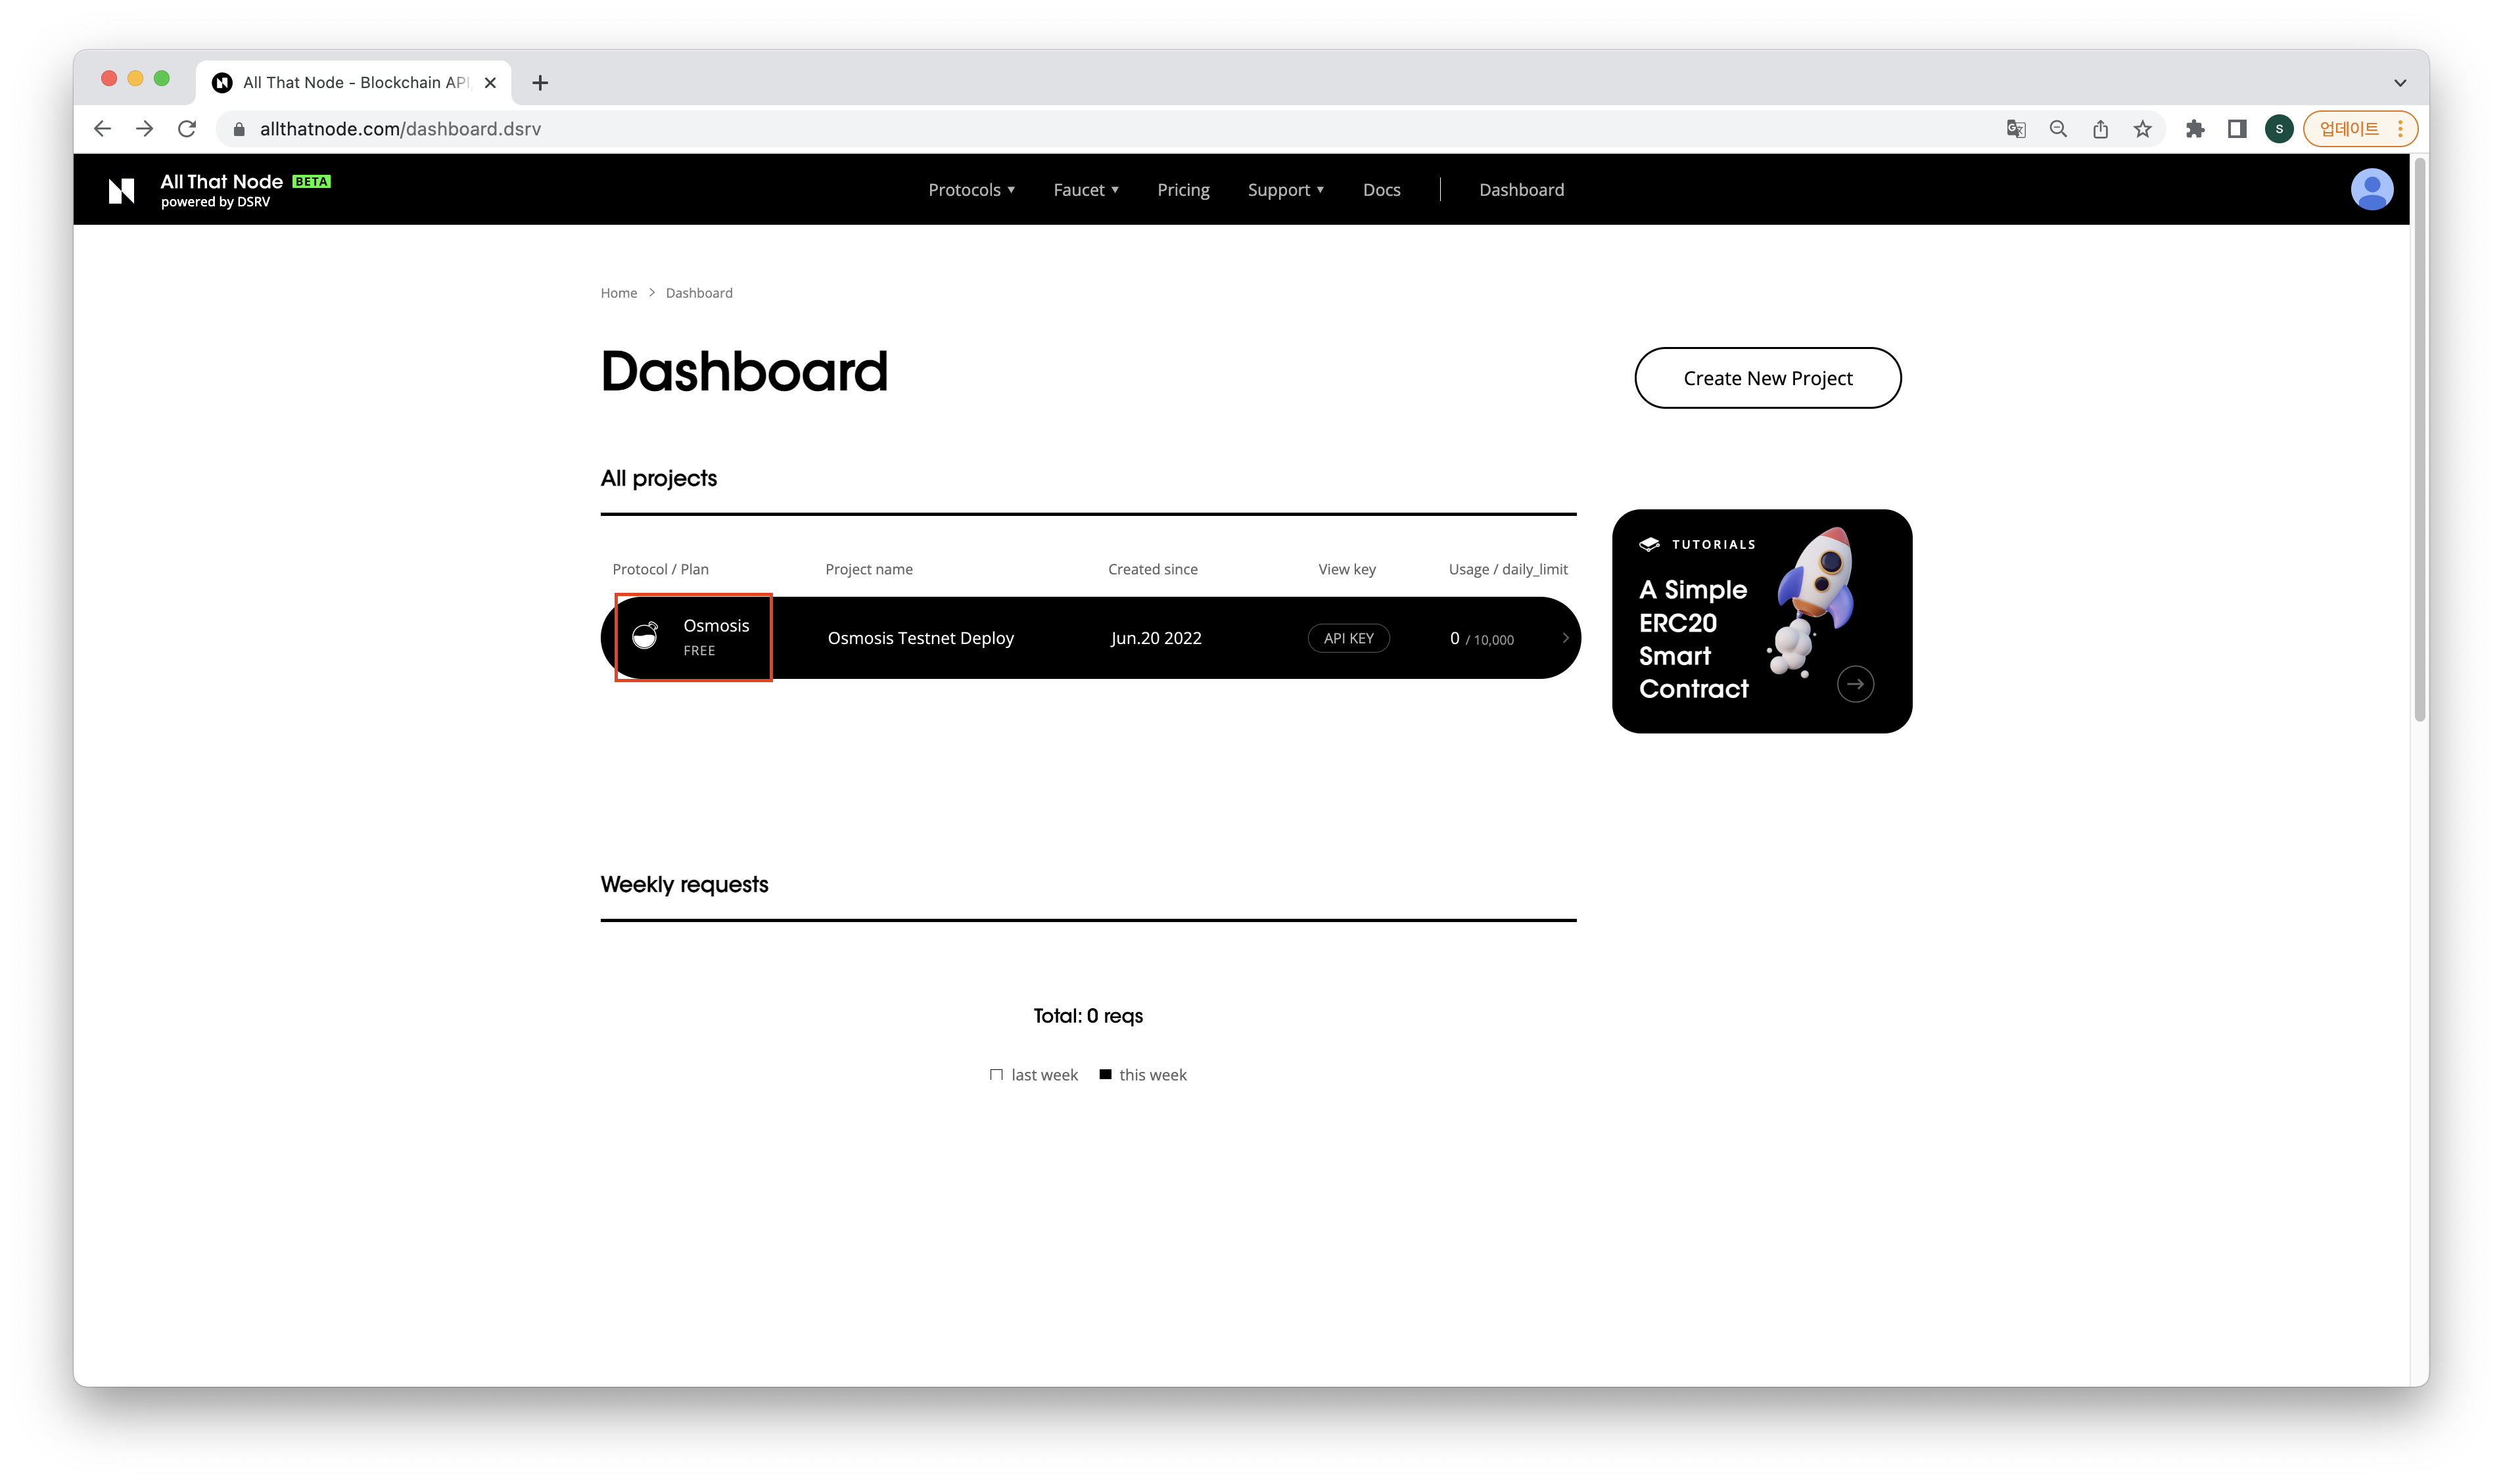 All That Node - Blockchain API
allthatnode.com/dashboard.dsrv
S
업데이트
All That Node BETA
powered by DSRV
Protocols ▼
Faucet ▼
Pricing
Support ▼
Docs
Dashboard
Home > Dashboard
Dashboard
Create New Project
All projects
Protocol / Plan
Project name
Created since
View key
Usage / daily_limit
Osmosis
FREE
Osmosis Testnet Deploy
Jun.20 2022
API KEY
0 / 10,000
TUTORIALS
A Simple
ERC20
Smart
Contract
Weekly requests
Total: 0 reqs
last week
this week